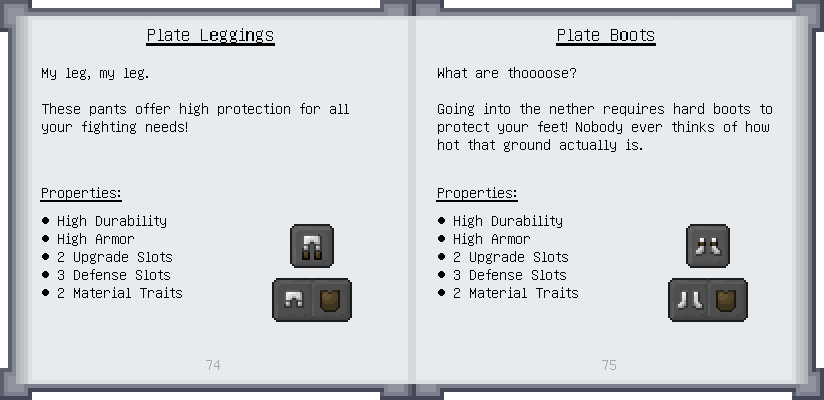 Plate Leggings
My leg, my leg.
These pants offer high protection for all
your fighting needs!
Properties:
● High Durability
● High Armor
● 2 Upgrade Slots
● 3 Defense Slots
● 2 Material Traits
74
Plate Boots
What are thoooose?
Going into the nether requires hard boots to
protect your feet! Nobody ever thinks of how
hot that ground actually is.
Properties:
● High Durability
● High Armor
● 2 Upgrade Slots
● 3 Defense Slots
● 2 Material Traits
75